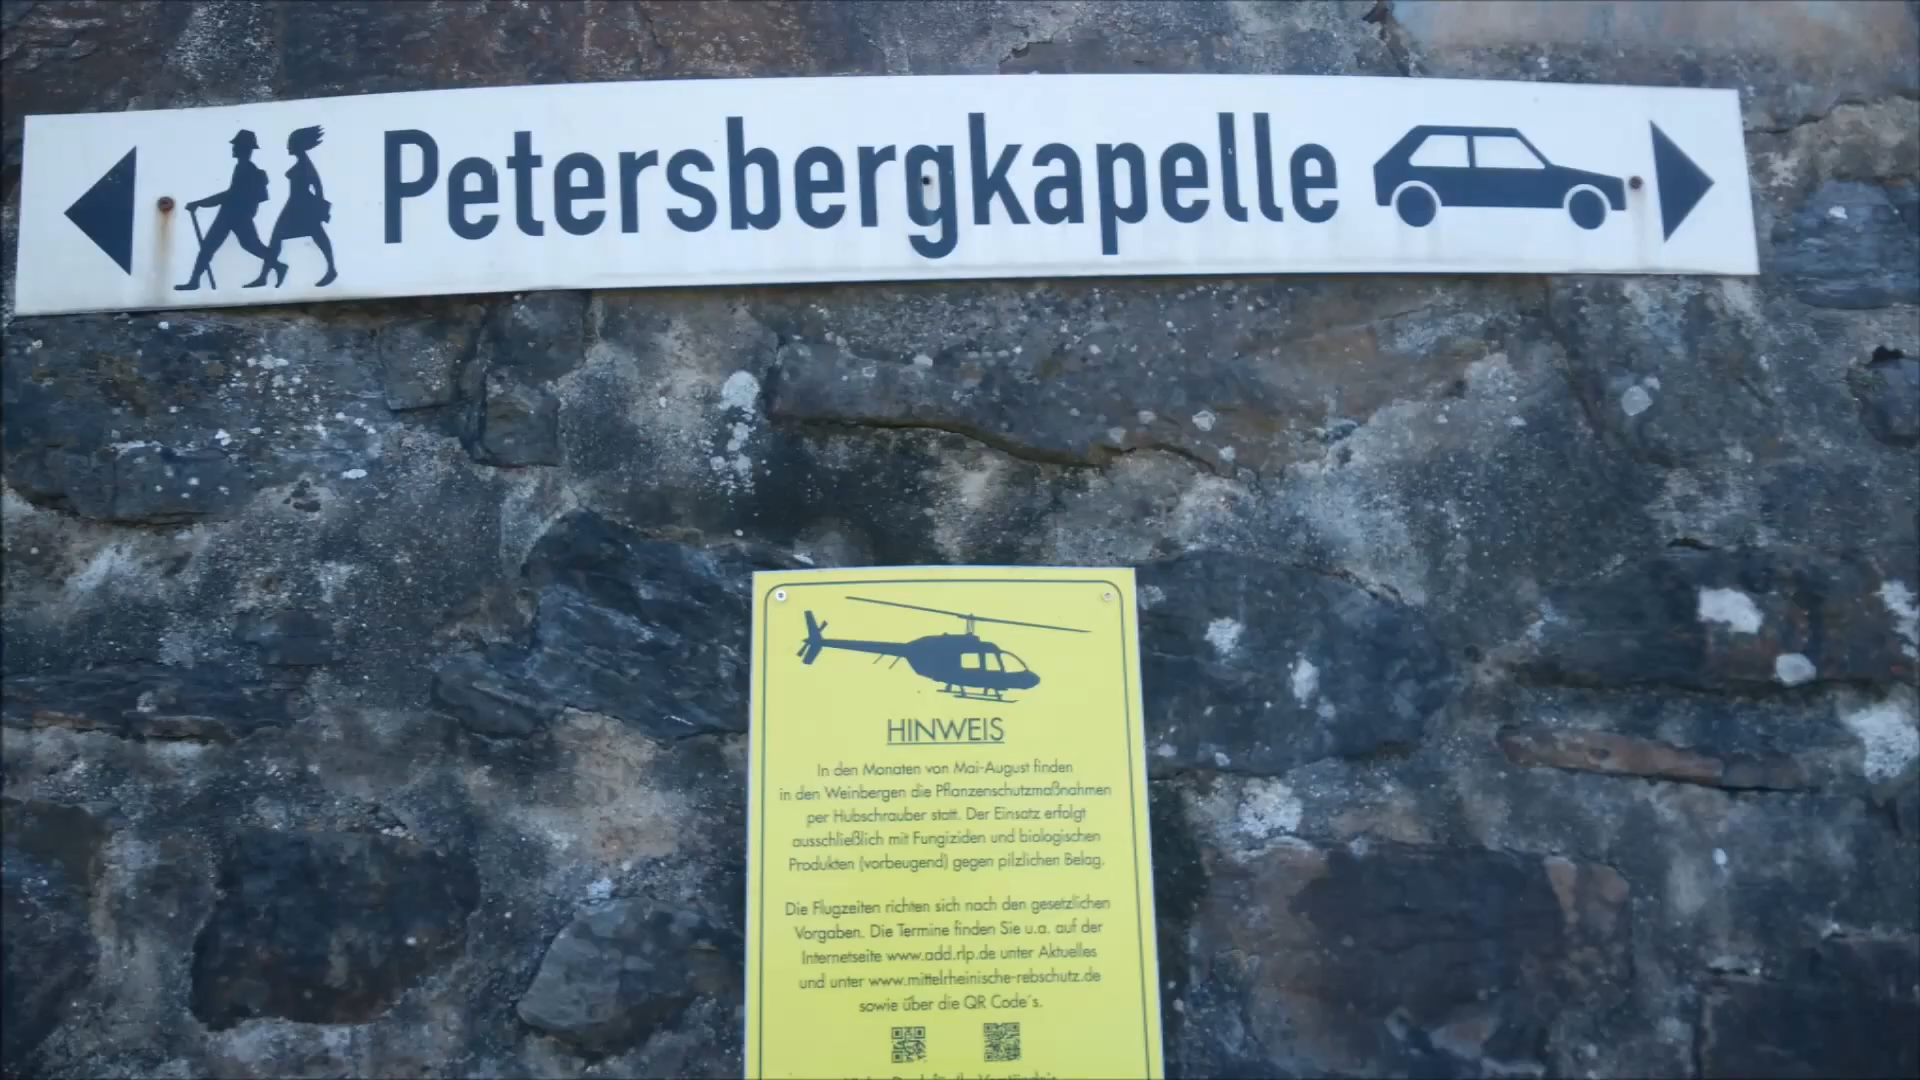 Petersbergkapelle
HINWEIS
In den Monaten von Mai-August finden
in den Weinbergen die Pflanzenschutzmaßnahmen
per Hubschrauber statt. Der Einsatz erfolgt
ausschließlich mit Fungiziden und biologischen
Produkten (vorbeugend) gegen pilzlichen Belag.
Die Flugzeiten richten sich nach den gesetzlichen
Vorgaben. Die Termine finden Sie u.a. auf der
Internetseite www.add.rlp.de unter Aktuelles
und unter www.mittelrheinische-rebschutz.de
sowie über die QR Code´s.